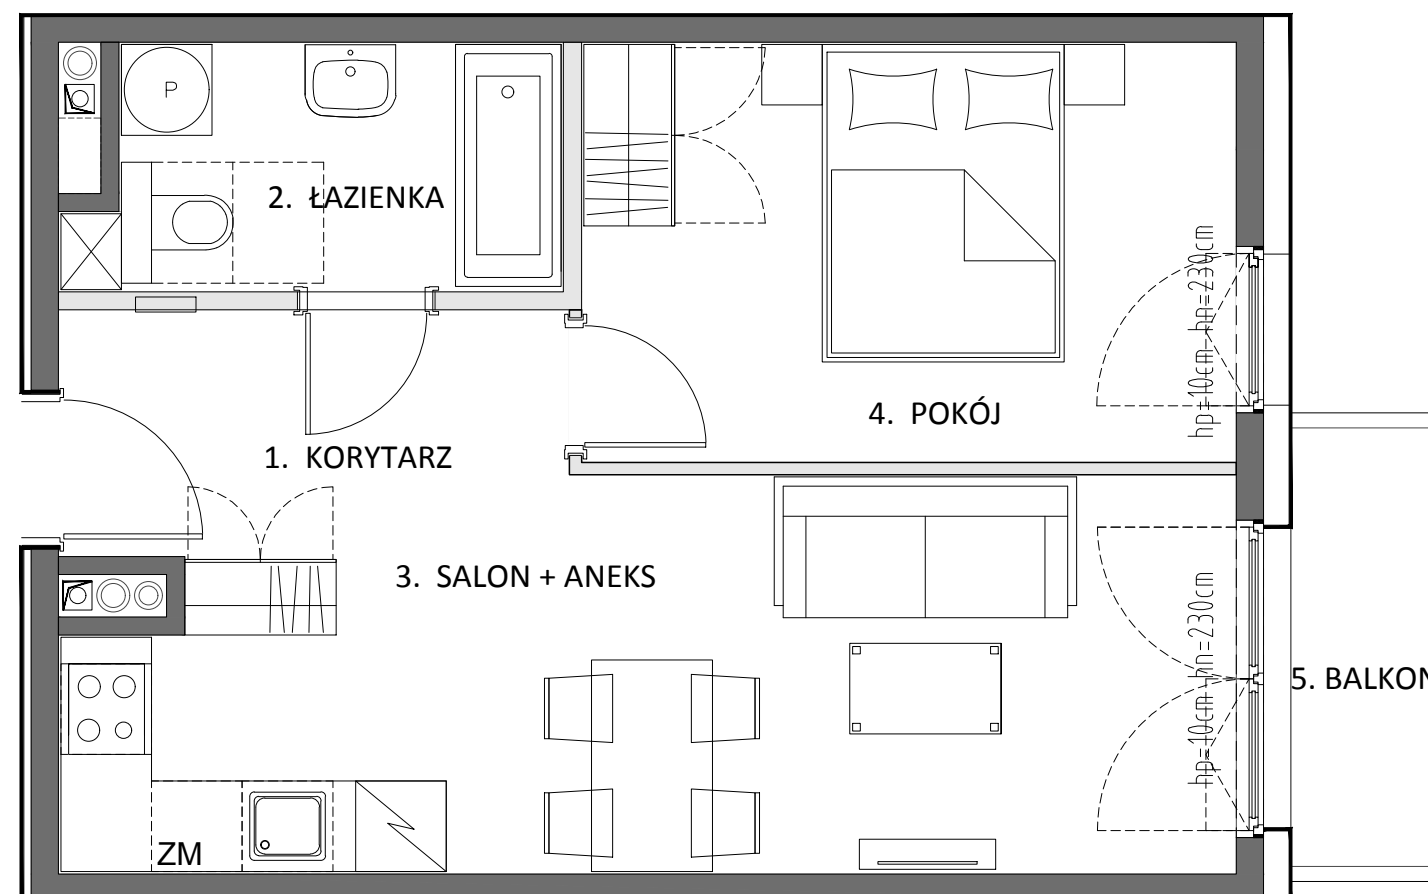 P
2. ŁAZIENKA
hp=10cm hn=230cm
4. POKÓJ
1. KORYTARZ
3. SALON + ANEKS
hp=10cm hn=230cm
5. BALKON
ZM